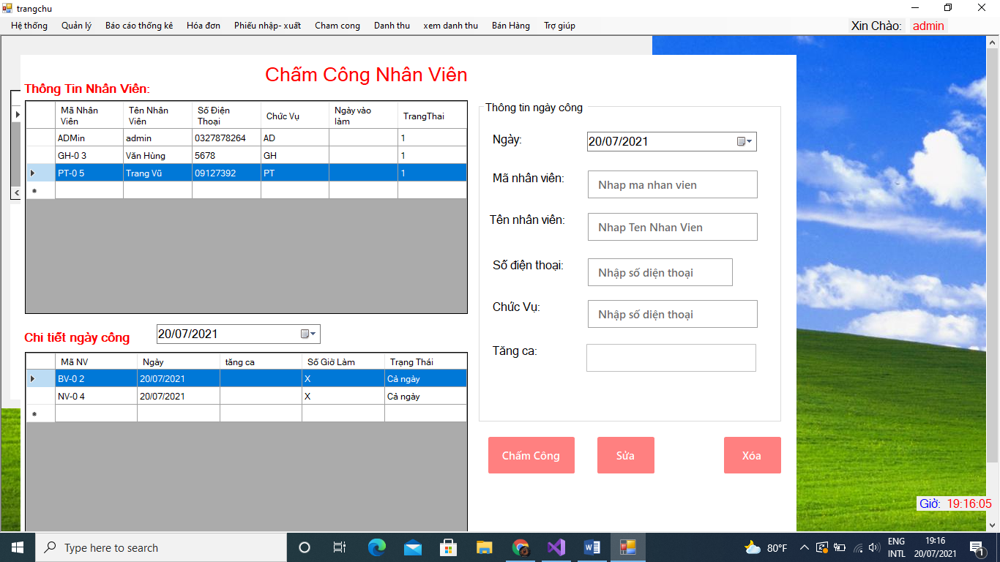 trangchu
Hệ thống Quản lý Báo cáo thống kê Hóa đơn Phiếu nhập- xuất Cham cong Danh thu xem danh thu Bán Hàng Trợ giúp Xin Chào: admin
Chấm Công Nhân Viên
Thông Tin Nhân Viên:
Mã Nhân Viên Tên Nhân Viên Số Điện Thoại Chức Vụ Ngày vào làm TrangThai
ADMin admin 0327878264 AD 1
GH-0 3 Văn Hùng 5678 GH 1
PT-0 5 Trang Vũ 09127392 PT 1
Chi tiết ngày công 20/07/2021
Mã NV Ngày tăng ca Số Giờ Làm Trạng Thái
BV-0 2 20/07/2021 X Cả ngày
NV-0 4 20/07/2021 X Cả ngày
Thông tin ngày công
Ngày: 20/07/2021
Mã nhân viên: Nhap ma nhan vien
Tên nhân viên: Nhap Ten Nhan Vien
Số điện thoại: Nhập số diện thoại
Chức Vụ: Nhập số diện thoại
Tăng ca:
Chấm Công Sửa Xóa
Giờ: 19:16:05
Type here to search
80°F
ENG
INTL
19:16
20/07/2021
1